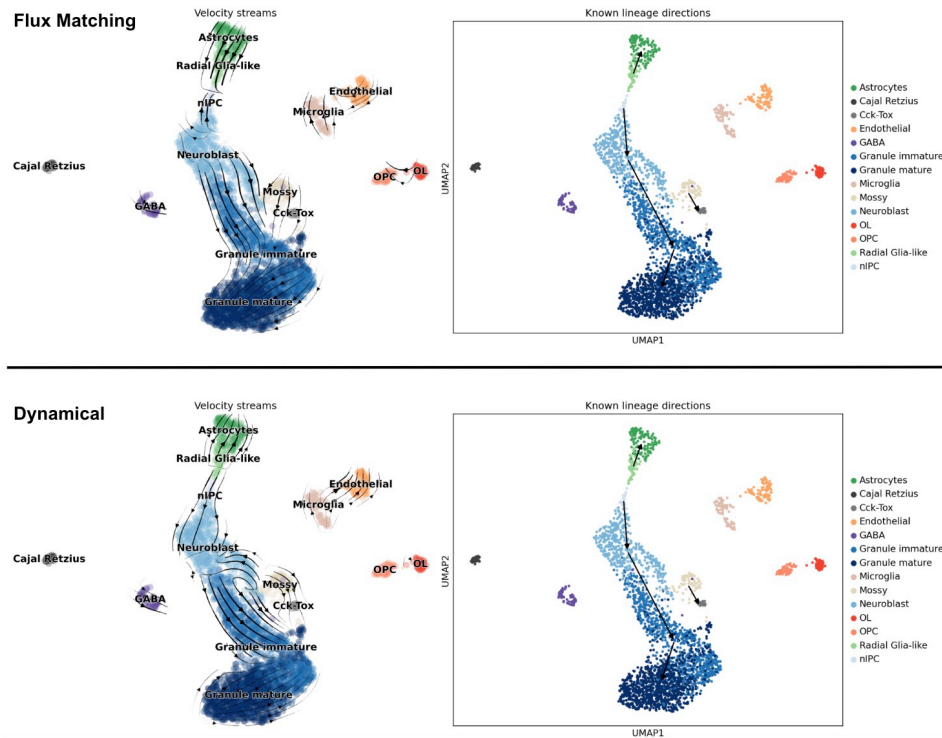 Flux Matching
Velocity streams
Known lineage directions
Astrocytes
Radial Glia-like
nIPC
Endothelial
Microglia
Neuroblast
Cajal Retzius
OPC
OL
GABA
Mossy
Cck-Tox
Granule immature
Granule mature
UMAP2
UMAP1
Astrocytes
Cajal Retzius
Cck-Tox
Endothelial
GABA
Granule immature
Granule mature
Microglia
Mossy
Neuroblast
OL
OPC
Radial Glia-like
nIPC
Dynamical
Velocity streams
Known lineage directions
Astrocytes
Radial Glia-like
nIPC
Endothelial
Microglia
Neuroblast
Cajal Retzius
OPC
OL
GABA
Mossy
Cck-Tox
Granule immature
Granule mature
UMAP2
UMAP1
Astrocytes
Cajal Retzius
Cck-Tox
Endothelial
GABA
Granule immature
Granule mature
Microglia
Mossy
Neuroblast
OL
OPC
Radial Glia-like
nIPC